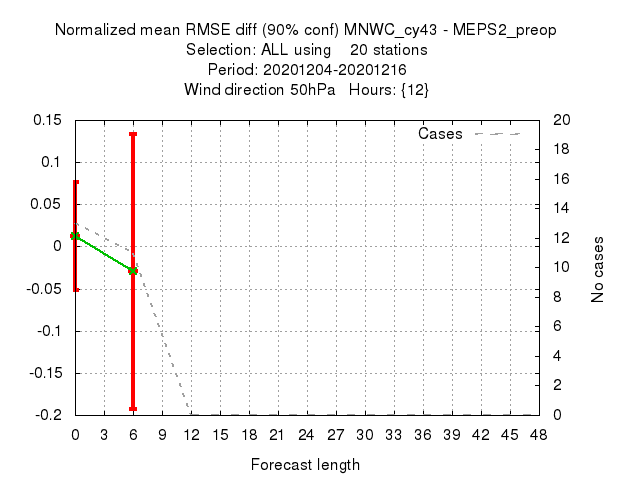 Normalized mean RMSE diff (90% conf) MNWC_cy43 - MEPS2_preop
Selection: ALL using 20 stations
Period: 20201204-20201216
Wind direction 50hPa Hours: {12}
Cases
0.15
0.1
0.05
0
-0.05
-0.1
-0.15
-0.2
20
18
16
14
12
10
8
6
4
2
0
No cases
0 3 6 9 12 15 18 21 24 27 30 33 36 39 42 45 48
Forecast length